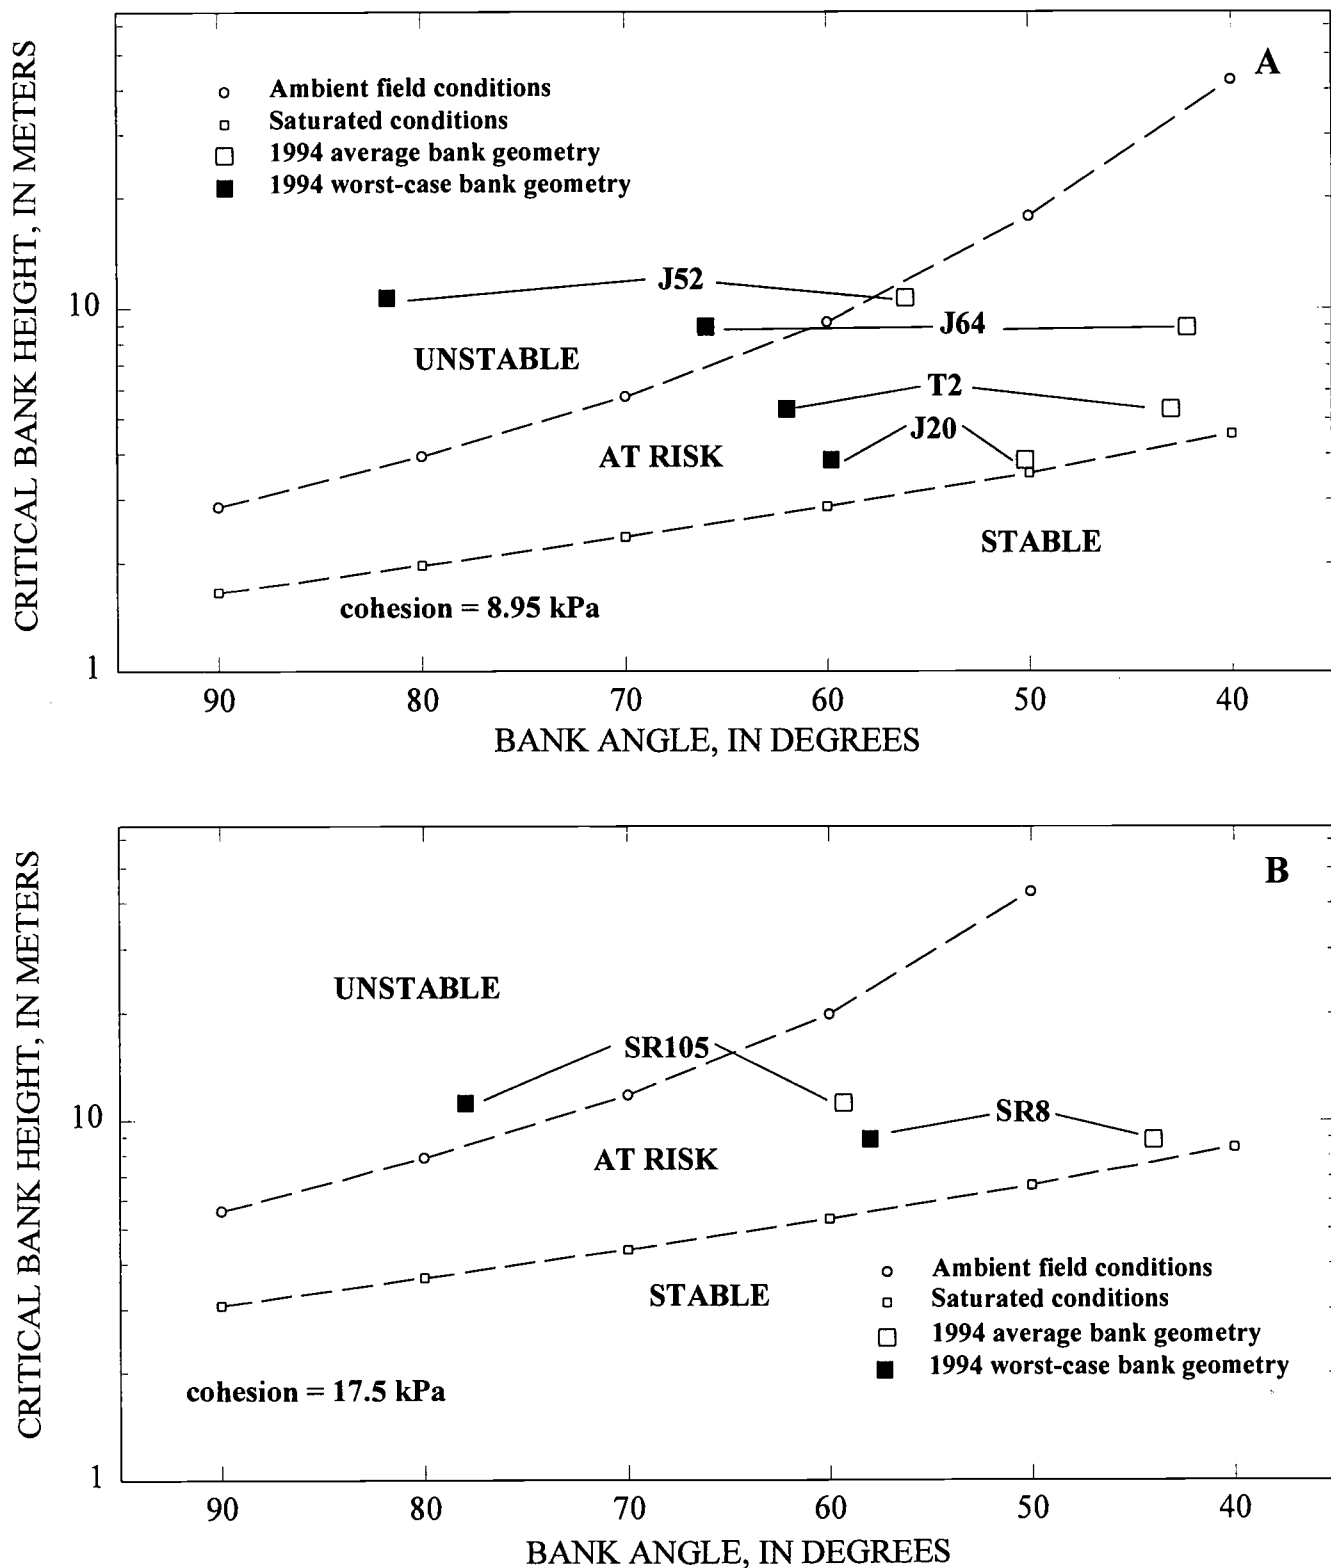 A
Ambient field conditions
Saturated conditions
1994 average bank geometry
1994 worst-case bank geometry
CRITICAL BANK HEIGHT, IN METERS
10
1
J52
J64
UNSTABLE
T2
J20
AT RISK
STABLE
cohesion = 8.95 kPa
90 80 70 60 50 40
BANK ANGLE, IN DEGREES
B
CRITICAL BANK HEIGHT, IN METERS
10
1
UNSTABLE
SR105
SR8
AT RISK
STABLE
Ambient field conditions
Saturated conditions
1994 average bank geometry
1994 worst-case bank geometry
cohesion = 17.5 kPa
90 80 70 60 50 40
BANK ANGLE, IN DEGREES